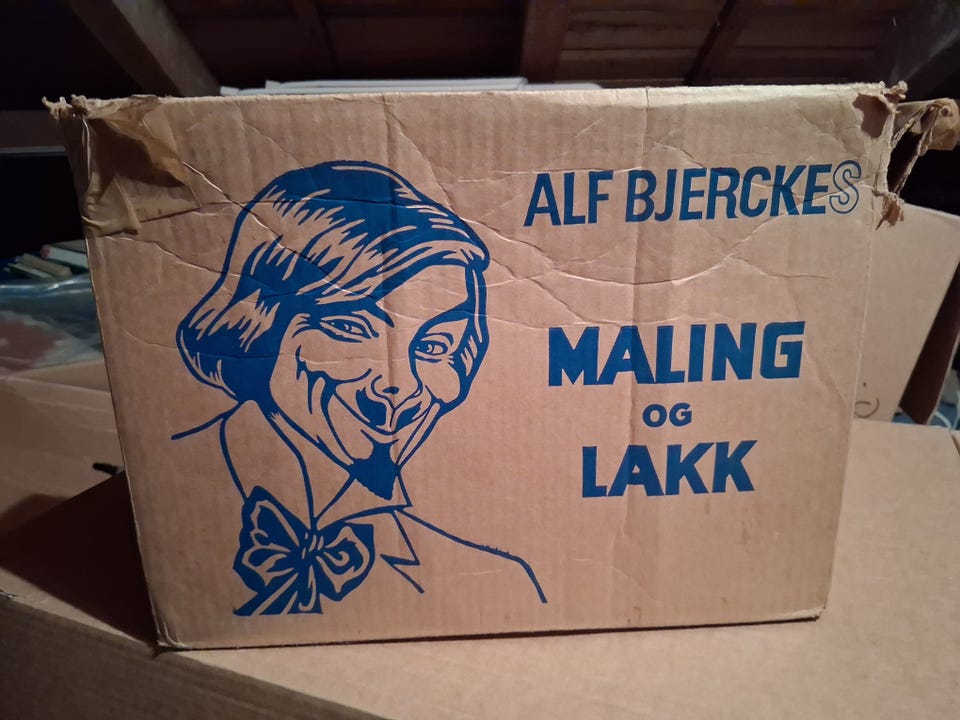 ALF BJERCKES
MALING
OG
LAKK